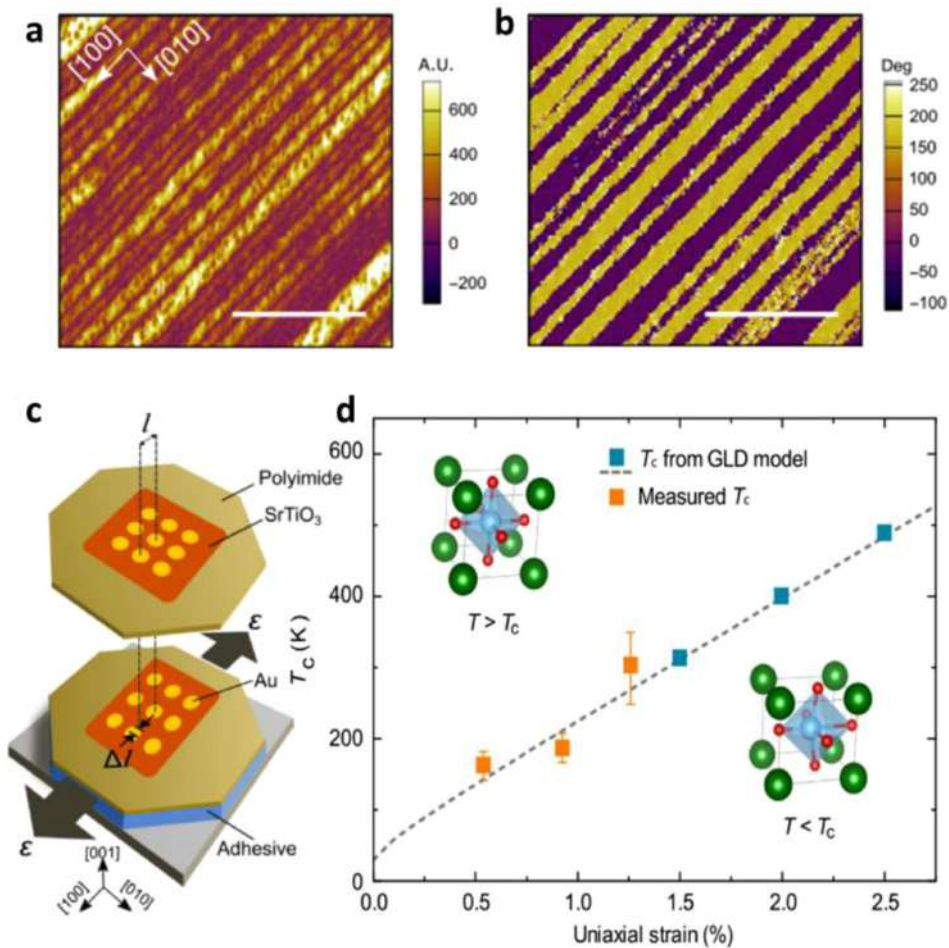 a
[100]
[010]
A.U.
600
400
200
0
−200
b
Deg
250
200
150
100
50
0
−50
−100
c
l
Polyimide
SrTiO3
ε
Au
Δl
Adhesive
ε
[001]
[100]
[010]
d
600
400
200
0
Tc (K)
Tc from GLD model
Measured Tc
T > Tc
T < Tc
0.0 0.5 1.0 1.5 2.0 2.5
Uniaxial strain (%)